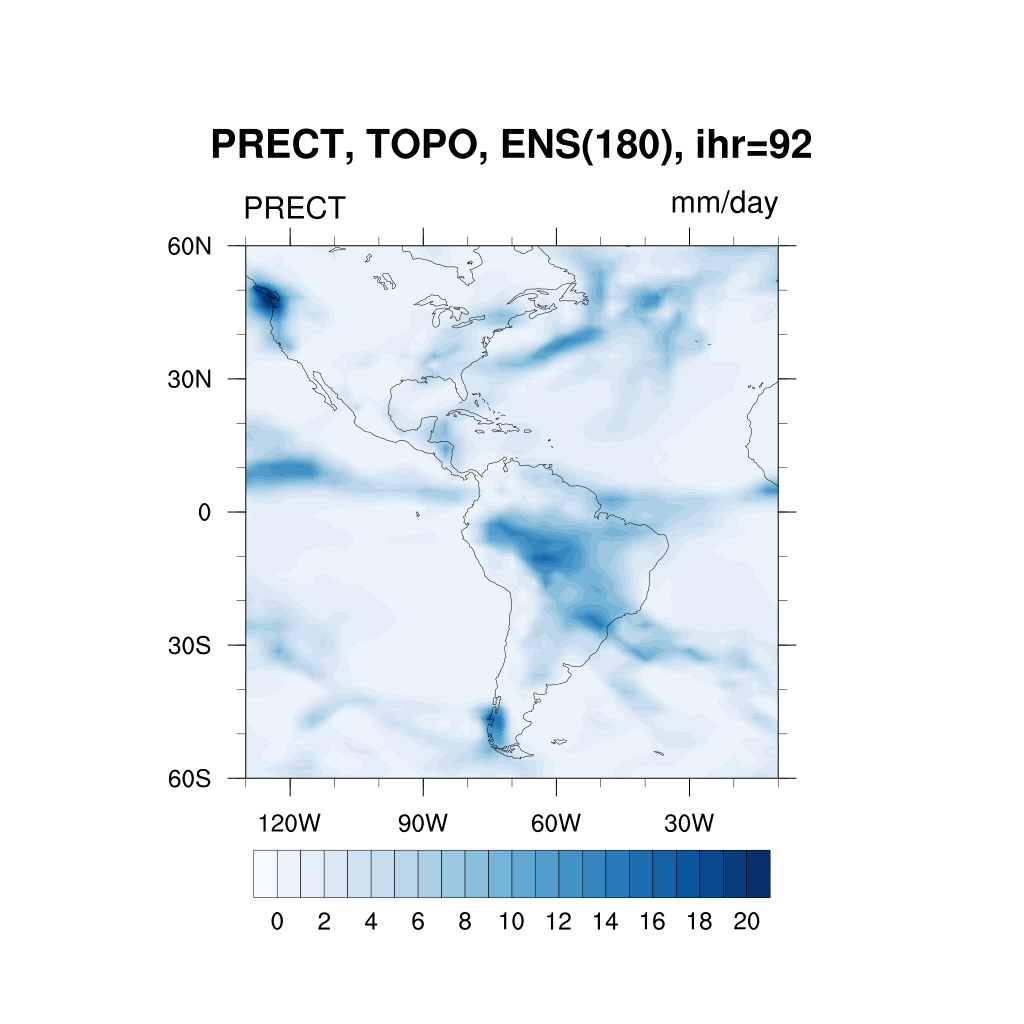 PRECT, TOPO, ENS(180), ihr=92
PRECT mm/day
60N
30N
0
30S
60S
120W 90W 60W 30W
0 2 4 6 8 10 12 14 16 18 20